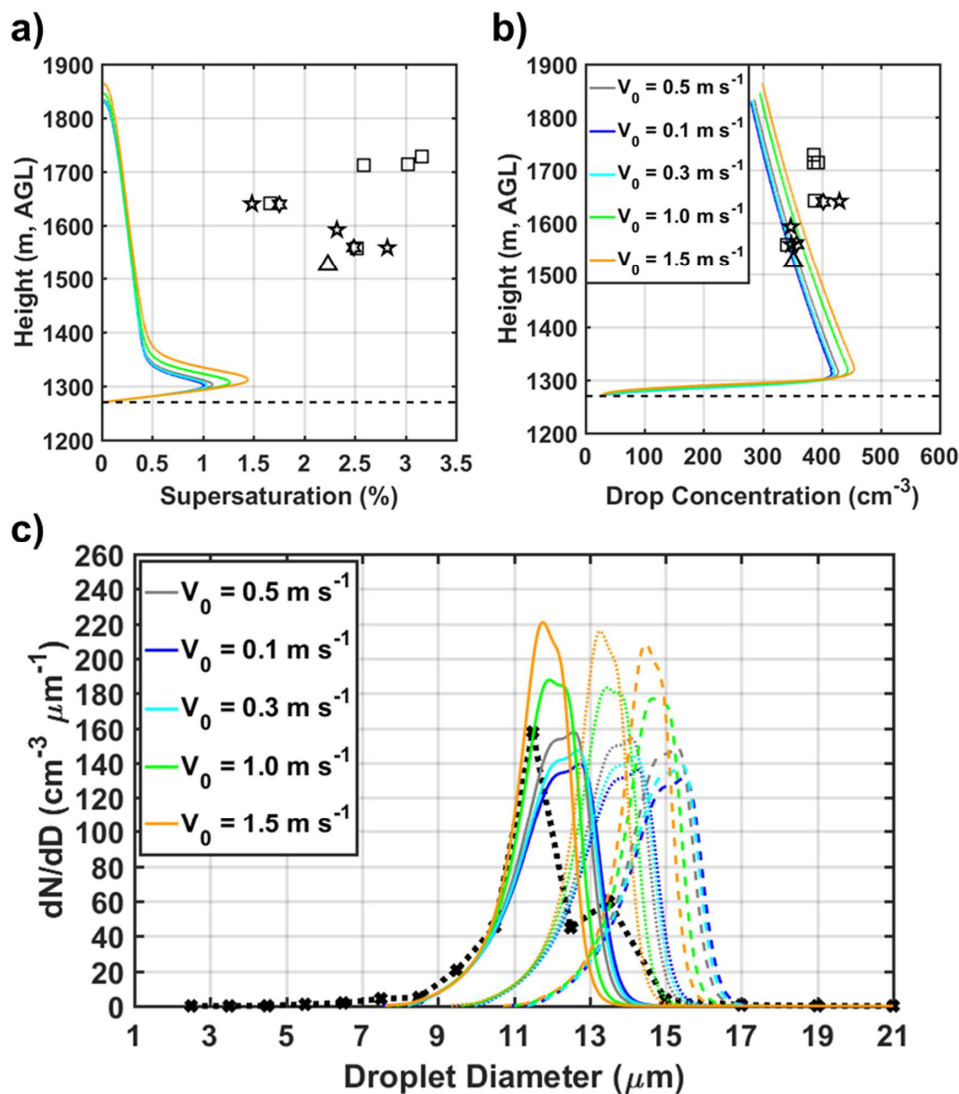 a)
1900
1800
1700
1600
1500
1400
1300
1200
Height (m, AGL)
0 0.5 1 1.5 2 2.5 3 3.5
Supersaturation (%)
b)
1900
1800
1700
1600
1500
1400
1300
1200
Height (m, AGL)
V0 = 0.5 m s-1
V0 = 0.1 m s-1
V0 = 0.3 m s-1
V0 = 1.0 m s-1
V0 = 1.5 m s-1
0 100 200 300 400 500 600
Drop Concentration (cm-3)
c)
260
240
220
200
180
160
140
120
100
80
60
40
20
0
dN/dD (cm-3 μm-1)
V0 = 0.5 m s-1
V0 = 0.1 m s-1
V0 = 0.3 m s-1
V0 = 1.0 m s-1
V0 = 1.5 m s-1
1 3 5 7 9 11 13 15 17 19 21
Droplet Diameter (μm)